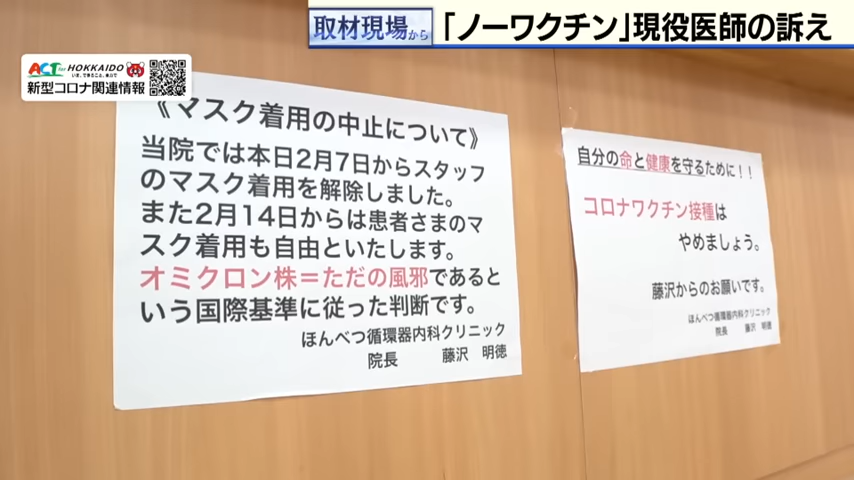 取材現場から
「ノーワクチン」現役医師の訴え
ACT for HOKKAIDO
新型コロナ関連情報
《マスク着用の中止について》
当院では本日2月7日からスタッフ
のマスク着用を解除しました。
また2月14日からは患者さまのマ
スク着用も自由といたします。
オミクロン株=ただの風邪であると
いう国際基準に従った判断です。
ほんべつ循環器内科クリニック
院長 藤沢 明徳
自分の命と健康を守るために!!
コロナワクチン接種は
やめましょう。
藤沢からのお願いです。
ほんべつ循環器内科クリニック
院長 藤沢 明徳